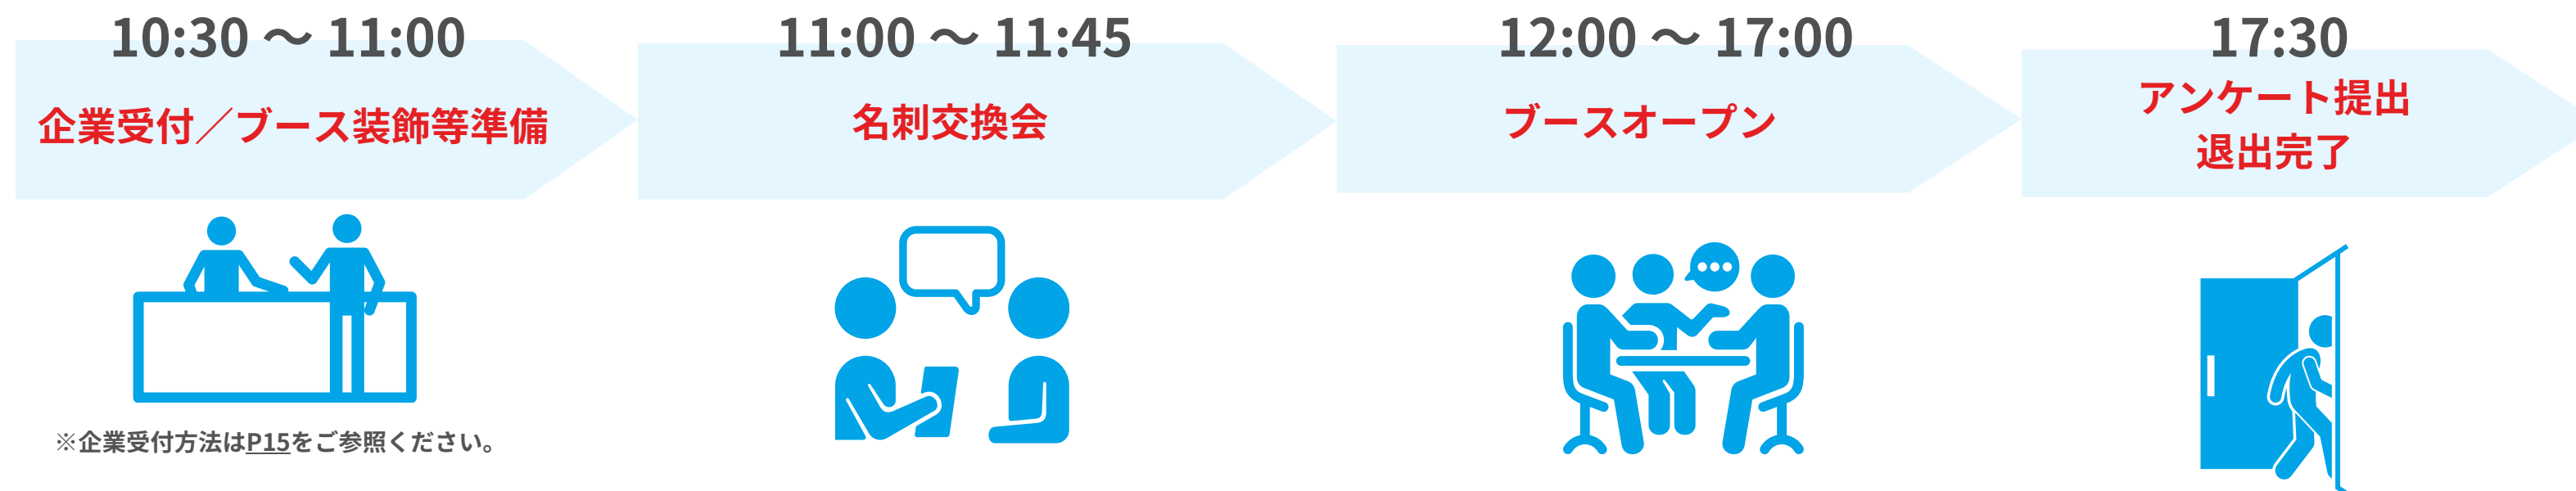 10:30 ～ 11:00
企業受付／ブース装飾等準備
※企業受付方法はP15をご参照ください。
11:00 ～ 11:45
名刺交換会
12:00 ～ 17:00
ブースオープン
17:30
アンケート提出
退出完了